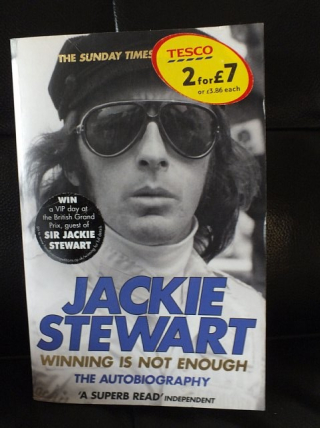 THE SUNDAY TIMES
TESCO
2 for £7
or £3.86 each
WIN
a VIP day at
the British Grand
Prix, guest of
SIR JACKIE
STEWART
JACKIE
STEWART
WINNING IS NOT ENOUGH
THE AUTOBIOGRAPHY
'A SUPERB READ' INDEPENDENT